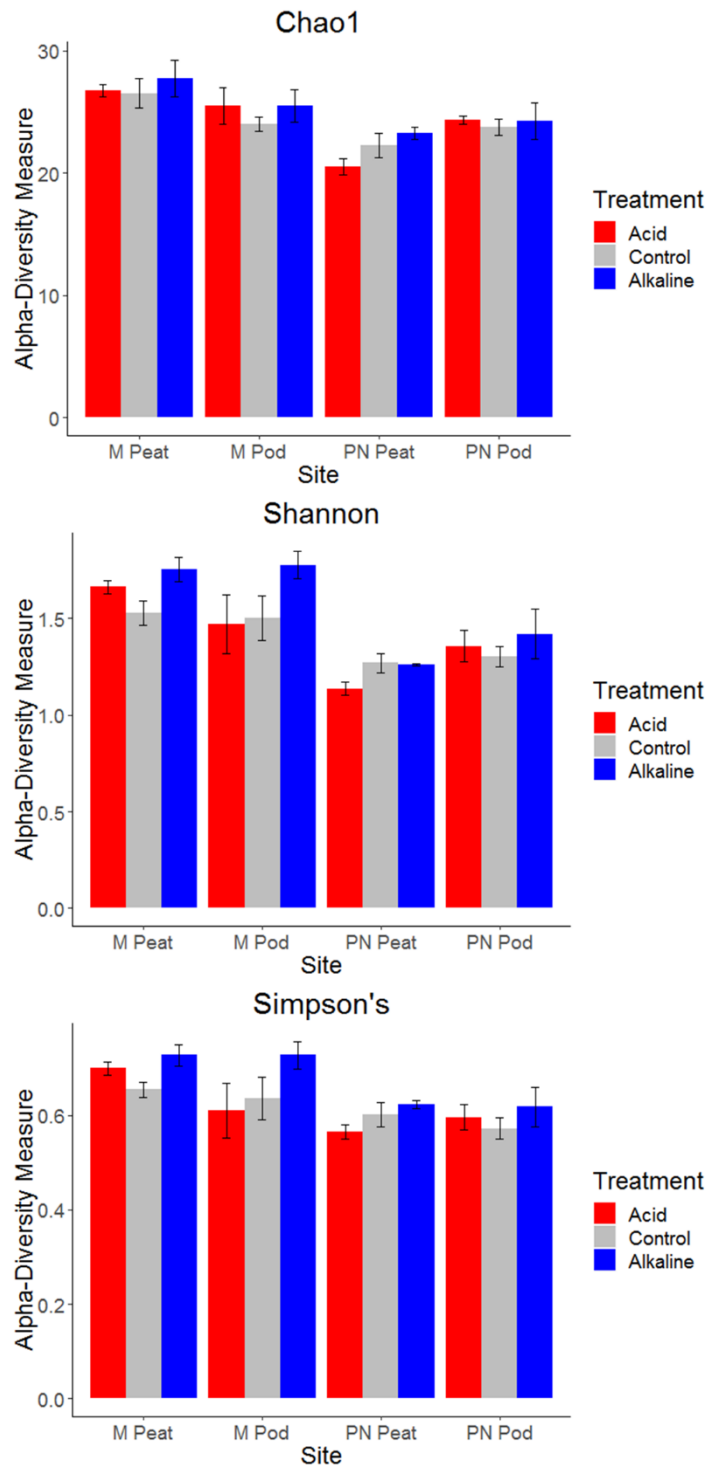 Chao1
Alpha-Diversity Measure
30
20
10
0
M Peat M Pod PN Peat PN Pod
Site
Treatment
Acid
Control
Alkaline
Shannon
Alpha-Diversity Measure
1.5
1.0
0.5
0.0
M Peat M Pod PN Peat PN Pod
Site
Treatment
Acid
Control
Alkaline
Simpson's
Alpha-Diversity Measure
0.6
0.4
0.2
0.0
M Peat M Pod PN Peat PN Pod
Site
Treatment
Acid
Control
Alkaline